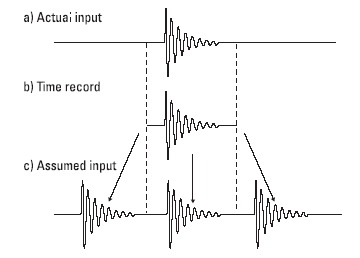 a) Actual input
b) Time record
c) Assumed input